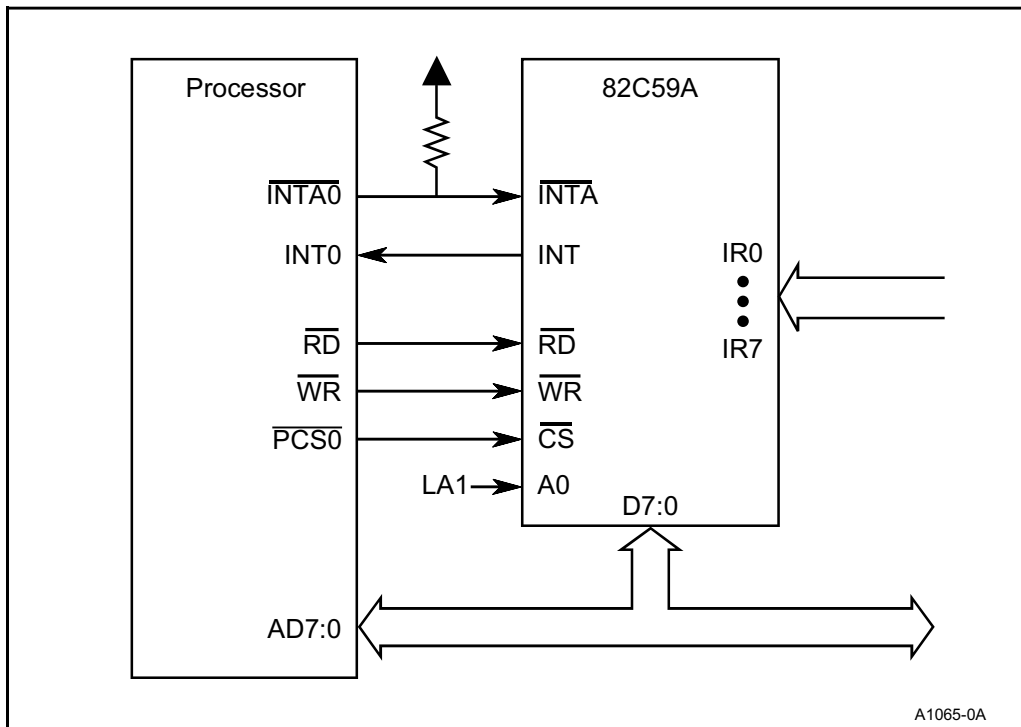 Processor
82C59A
INTA0
INTA
INT0
INT
IR0
RD
RD
IR7
WR
WR
PCS0
CS
LA1
A0
D7:0
AD7:0
A1065-0A